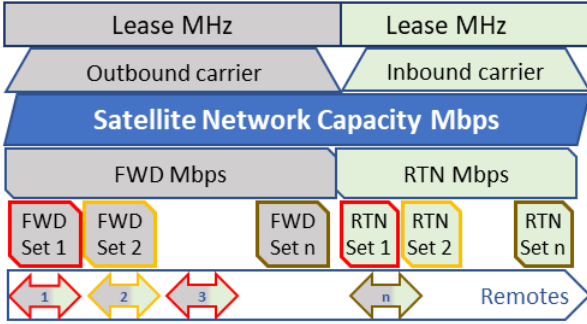 Lease MHz Lease MHz
Outbound carrier Inbound carrier
Satellite Network Capacity Mbps
FWD Mbps RTN Mbps
FWD FWD FWD RTN RTN RTN
Set 1 Set 2 Set n Set 1 Set 2 Set n
1 2 3 n Remotes